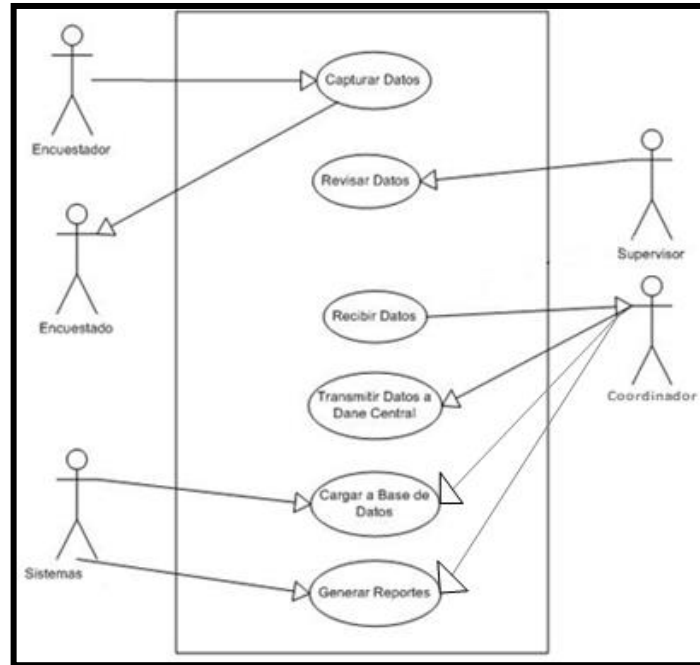 Capturar Datos
Encuestador
Revisar Datos
Supervisor
Encuestado
Recibir Datos
Transmitir Datos a
Dane Central
Coordinador
Cargar a Base de
Datos
Sistemas
Generar Reportes